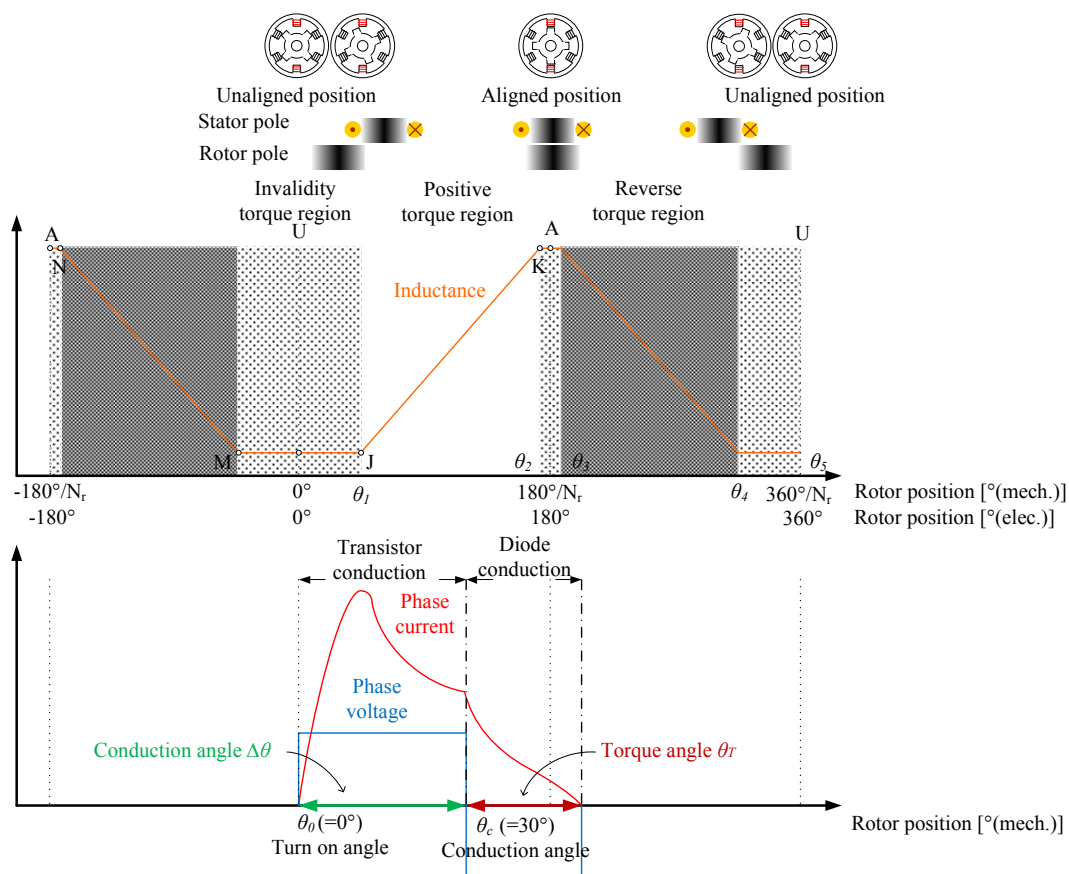 Unaligned position
Aligned position
Unaligned position
Stator pole
Rotor pole
Invalidity
torque region
Positive
torque region
Reverse
torque region
A
U
A
U
N
K
Inductance
M
J
θ2
θ3
θ5
-180°/Nr
0°
θ1
180°/Nr
θ4
360°/Nr
Rotor position [°(mech.)]
-180°
0°
180°
360°
Rotor position [°(elec.)]
Transistor
conduction
Diode
conduction
Phase
current
Phase
voltage
Conduction angle Δθ
Torque angle θT
θ0 (=0°)
Turn on angle
θc (=30°)
Conduction angle
Rotor position [°(mech.)]